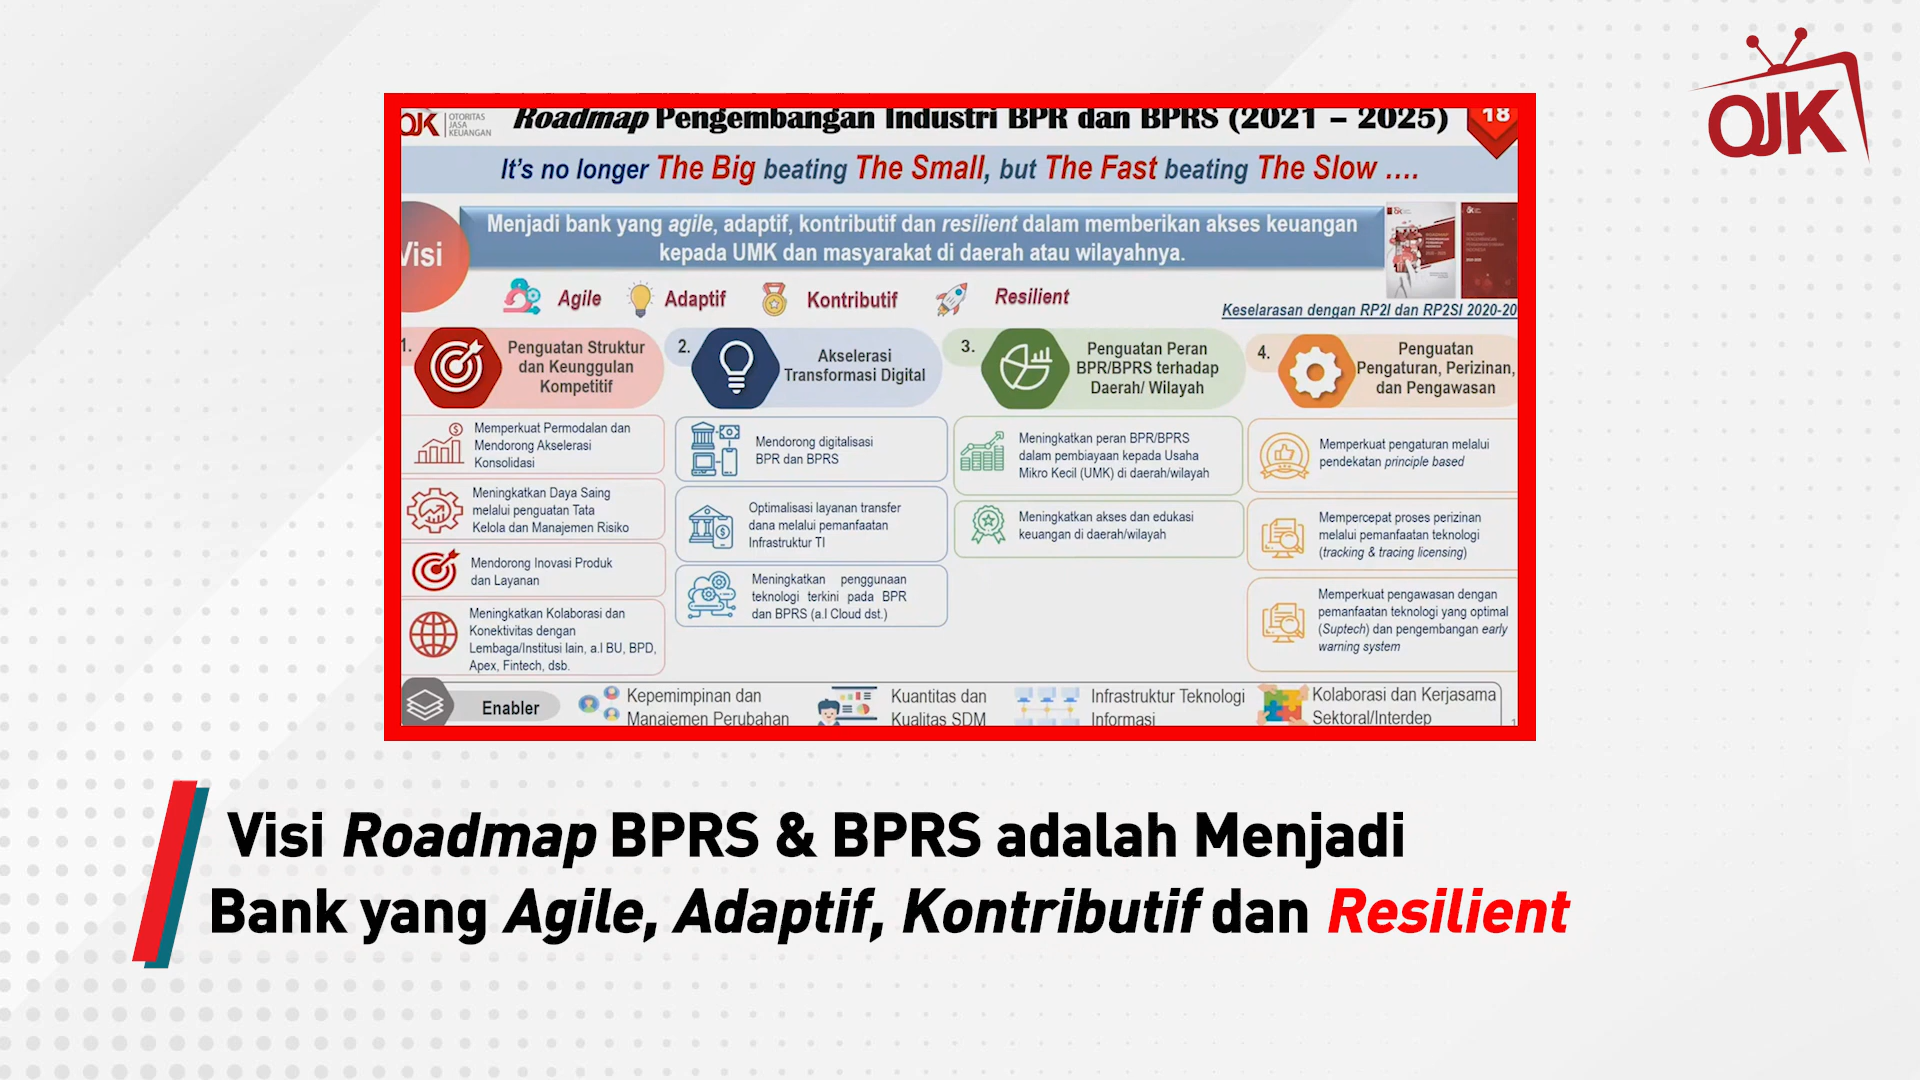 OJK
OJK
OTORITAS
JASA
KEUANGAN
Roadmap Pengembangan Industri BPR dan BPRS (2021 – 2025)
18
It's no longer The Big beating The Small, but The Fast beating The Slow ....
Visi
Menjadi bank yang agile, adaptif, kontributif dan resilient dalam memberikan akses keuangan
kepada UMK dan masyarakat di daerah atau wilayahnya.
Agile
Adaptif
Kontributif
Resilient
Keselarasan dengan RP2I dan RP2SI 2020-20
1.
Penguatan Struktur
dan Keunggulan
Kompetitif
Memperkuat Permodalan dan
Mendorong Akselerasi
Konsolidasi
Meningkatkan Daya Saing
melalui penguatan Tata
Kelola dan Manajemen Risiko
Mendorong Inovasi Produk
dan Layanan
Meningkatkan Kolaborasi dan
Konektivitas dengan
Lembaga/Institusi lain, a.l BU, BPD,
Apex, Fintech, dsb.
2.
Akselerasi
Transformasi Digital
Mendorong digitalisasi
BPR dan BPRS
Optimalisasi layanan transfer
dana melalui pemanfaatan
Infrastruktur TI
Meningkatkan penggunaan
teknologi terkini pada BPR
dan BPRS (a.l Cloud dst.)
3.
Penguatan Peran
BPR/BPRS terhadap
Daerah/ Wilayah
Meningkatkan peran BPR/BPRS
dalam pembiayaan kepada Usaha
Mikro Kecil (UMK) di daerah/wilayah
Meningkatkan akses dan edukasi
keuangan di daerah/wilayah
4.
Penguatan
Pengaturan, Perizinan,
dan Pengawasan
Memperkuat pengaturan melalui
pendekatan principle based
Mempercepat proses perizinan
melalui pemanfaatan teknologi
(tracking & tracing licensing)
Memperkuat pengawasan dengan
pemanfaatan teknologi yang optimal
(Suptech) dan pengembangan early
warning system
Enabler
Kepemimpinan dan
Manajemen Perubahan
Kuantitas dan
Kualitas SDM
Infrastruktur Teknologi
Informasi
Kolaborasi dan Kerjasama
Sektoral/Interdep
Visi Roadmap BPRS & BPRS adalah Menjadi
Bank yang Agile, Adaptif, Kontributif dan Resilient